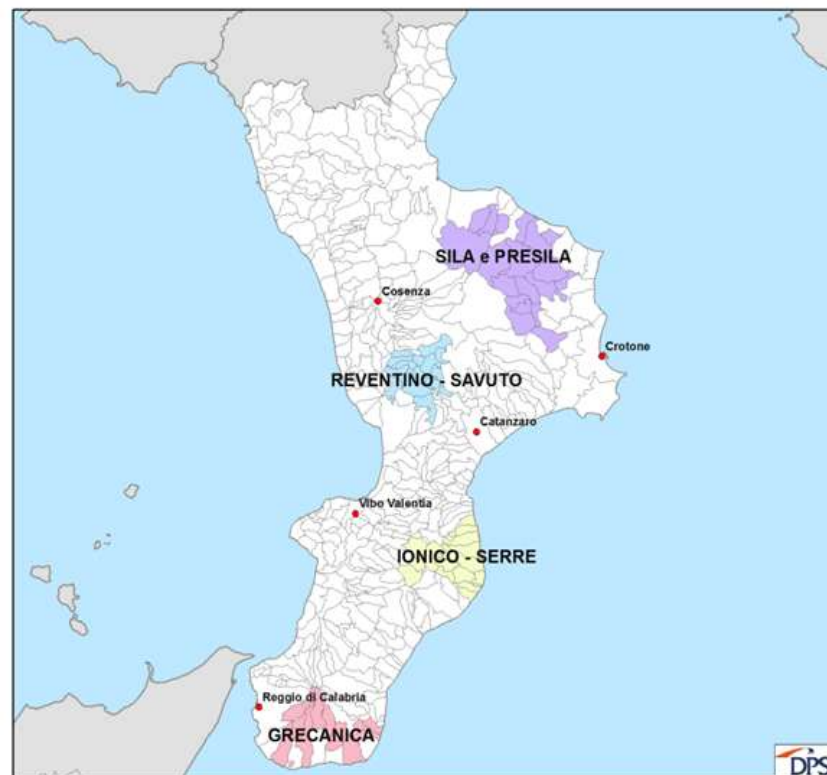 SILA e PRESILA
Cosenza
Crotone
REVENTINO - SAVUTO
Catanzaro
Vibo Valentia
IONICO - SERRE
Reggio di Calabria
GRECANICA
DPS